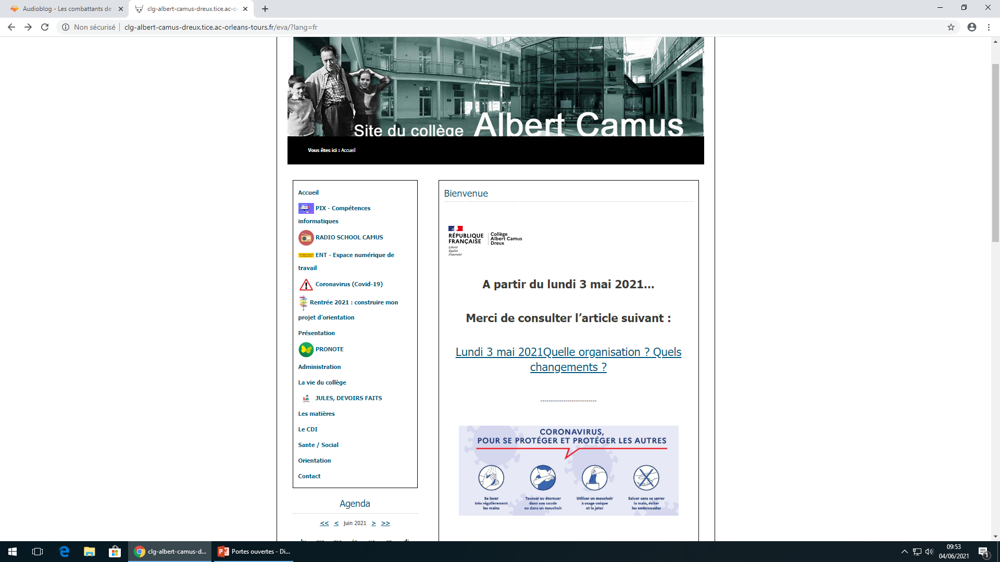 Audioblog - Les combattants de
clg-albert-camus-dreux.tice.ac-o
Non sécurisé
clg-albert-camus-dreux.tice.ac-orleans-tours.fr/eva/?lang=fr
Site du collège Albert Camus
Vous êtes ici : Accueil
Accueil
PIX - Compétences
informatiques
RADIO SCHOOL CAMUS
ENT - Espace numérique de
travail
Coronavirus (Covid-19)
Rentrée 2021 : construire mon
projet d’orientation
Présentation
PRONOTE
Administration
La vie du collège
JULES, DEVOIRS FAITS
Les matières
Le CDI
Sante / Social
Orientation
Contact
Agenda
<< < juin 2021 > >>
Bienvenue
RÉPUBLIQUE
FRANÇAISE
Liberté
Égalité
Fraternité
Collège
Albert Camus
Dreux
A partir du lundi 3 mai 2021...
Merci de consulter l’article suivant :
Lundi 3 mai 2021Quelle organisation ? Quels
changements ?
---------------------------
CORONAVIRUS,
POUR SE PROTÉGER ET PROTÉGER LES AUTRES
Se laver
très régulièrement
les mains
Tousser ou éternuer
dans son coude
ou dans un mouchoir
Utiliser un mouchoir
à usage unique
et le jeter
Saluer sans se serrer
la main, éviter
les embrassades
clg-albert-camus-d...
Portes ouvertes - Di...
09:53
04/06/2021
1